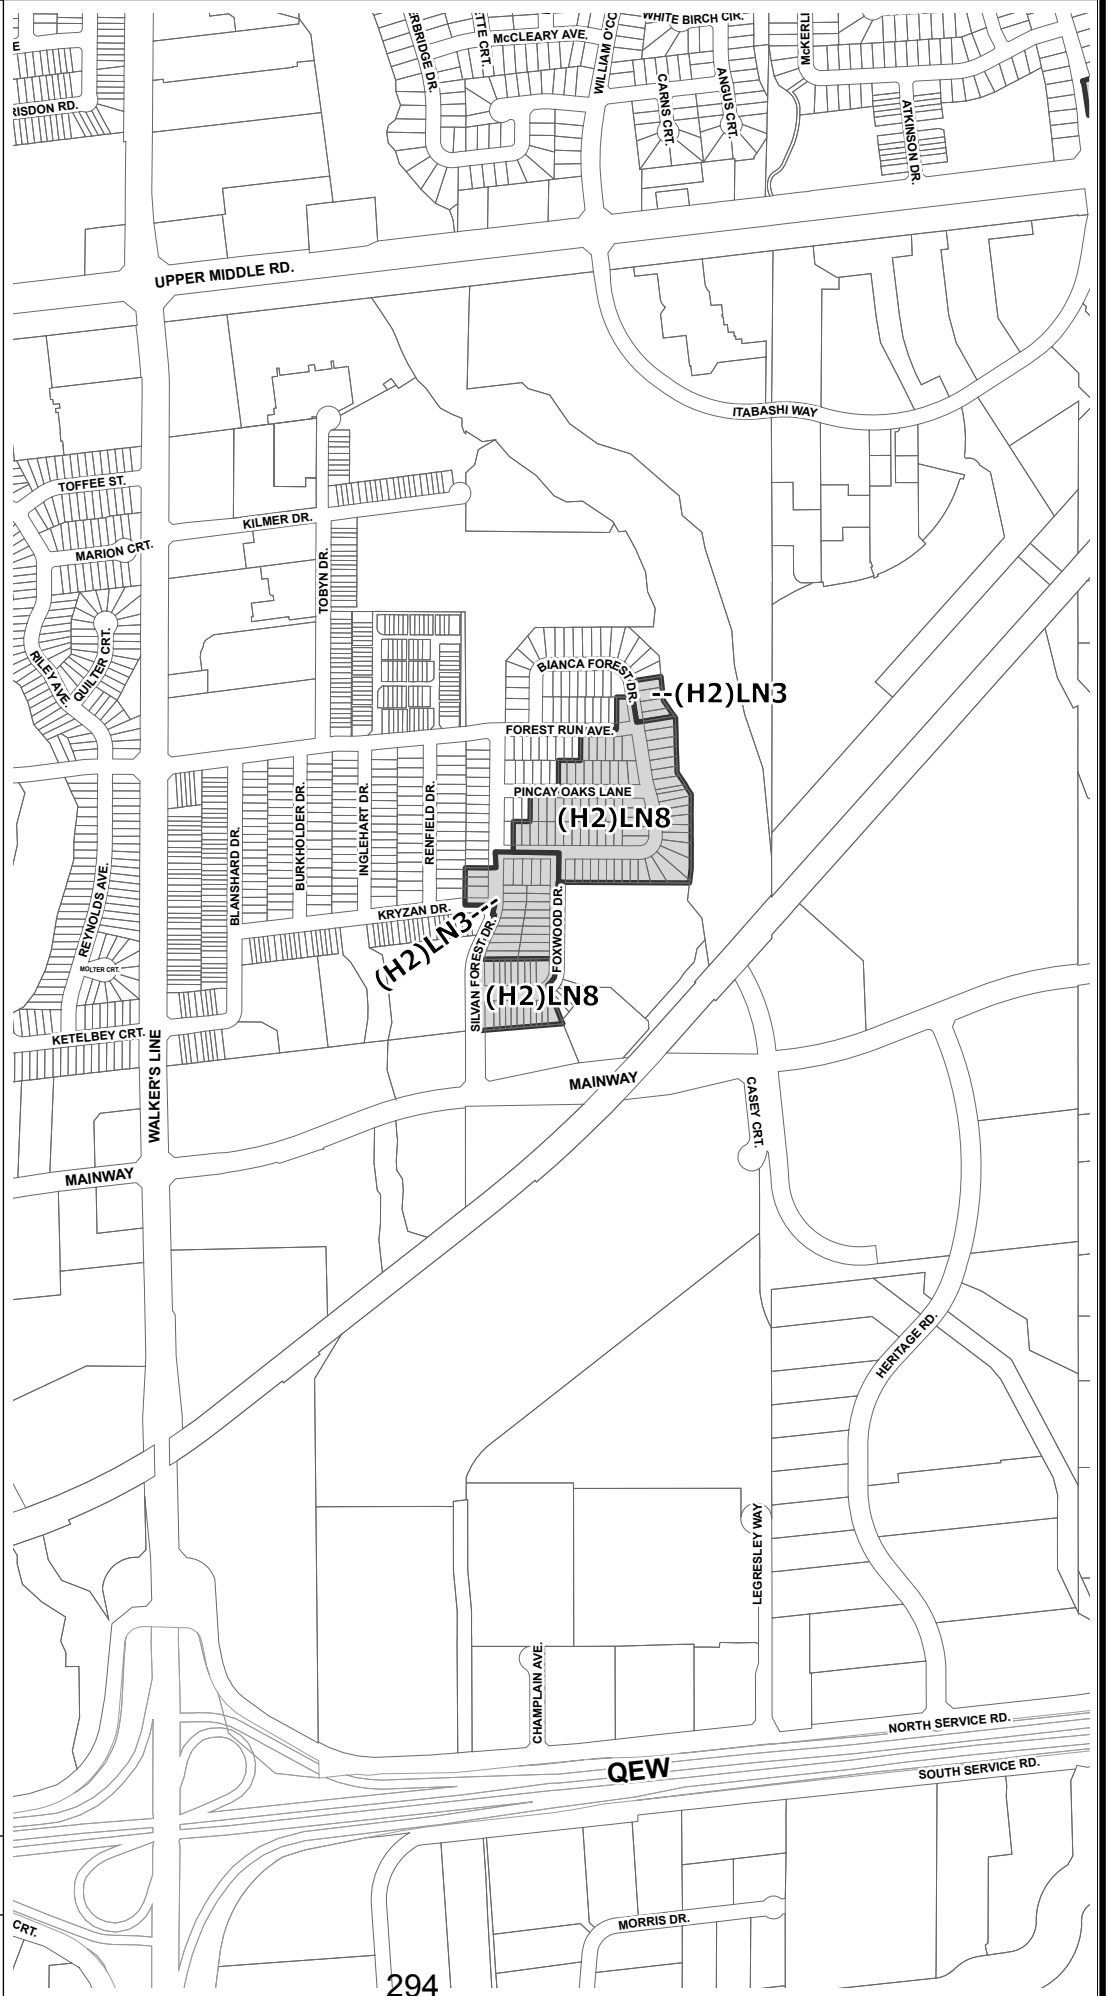 WHITE BIRCH CIR.
McCLEARY AVE.
RISDON RD.
CARNS CRT.
ANGUS CRT.
ATKINSON DR.
UPPER MIDDLE RD.
ITABASHI WAY
TOFFEE ST.
KILMER DR.
MARION CRT.
TOBYN DR.
QUILTER CRT.
RILEY AVE.
BIANCA FOREST DR.
--(H2)LN3
FOREST RUN AVE.
PINCAY OAKS LANE
(H2)LN8
BURKHOLDER DR.
INGLEHART DR.
RENFIELD DR.
BLANSHARD DR.
REYNOLDS AVE.
KRYZAN DR.
(H2)LN3---
SILVAN FOREST DR.
FOXWOOD DR.
MOLTER CRT.
(H2)LN8
KETELBEY CRT.
WALKER'S LINE
MAINWAY
CASEY CRT.
MAINWAY
HERITAGE RD.
LEGRESLEY WAY
CHAMPLAIN AVE.
NORTH SERVICE RD.
QEW
SOUTH SERVICE RD.
MORRIS DR.
CRT.
294